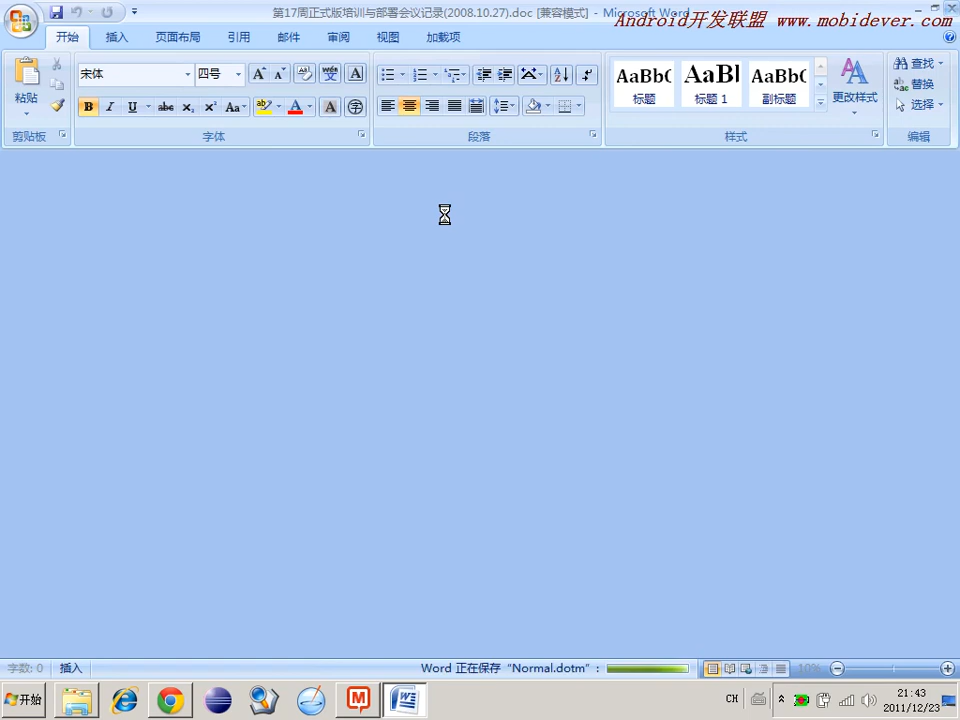 第17周正式版培训与部署会议记录(2008.10.27).doc [兼容模式] - Microsoft Word
Android开发联盟 www.mobidever.com
开始 插入 页面布局 引用 邮件 审阅 视图 加载项
宋体 四号 AaBbC AaBl AaBbC 查找
粘贴 标题 标题 1 副标题 更改样式 替换
B I U abc X₂ X² Aa 选择
剪贴板 字体 段落 样式 编辑
字数: 0 插入 Word 正在保存“Normal.dotm”: 10%
开始 CH 21:43
2011/12/23